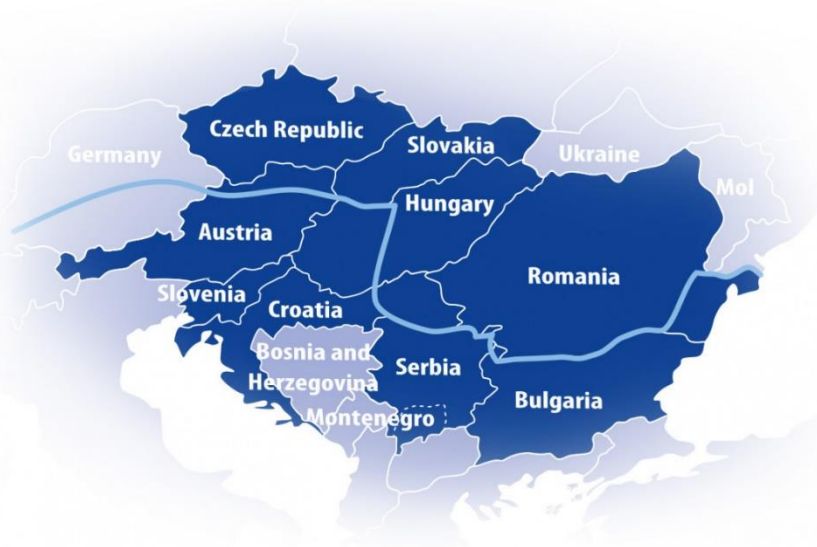 Czech Republic
Slovakia
Germany
Ukraine
Mol
Hungary
Austria
Romania
Slovenia
Croatia
Bosnia and
Herzegovina
Serbia
Bulgaria
Montenegro